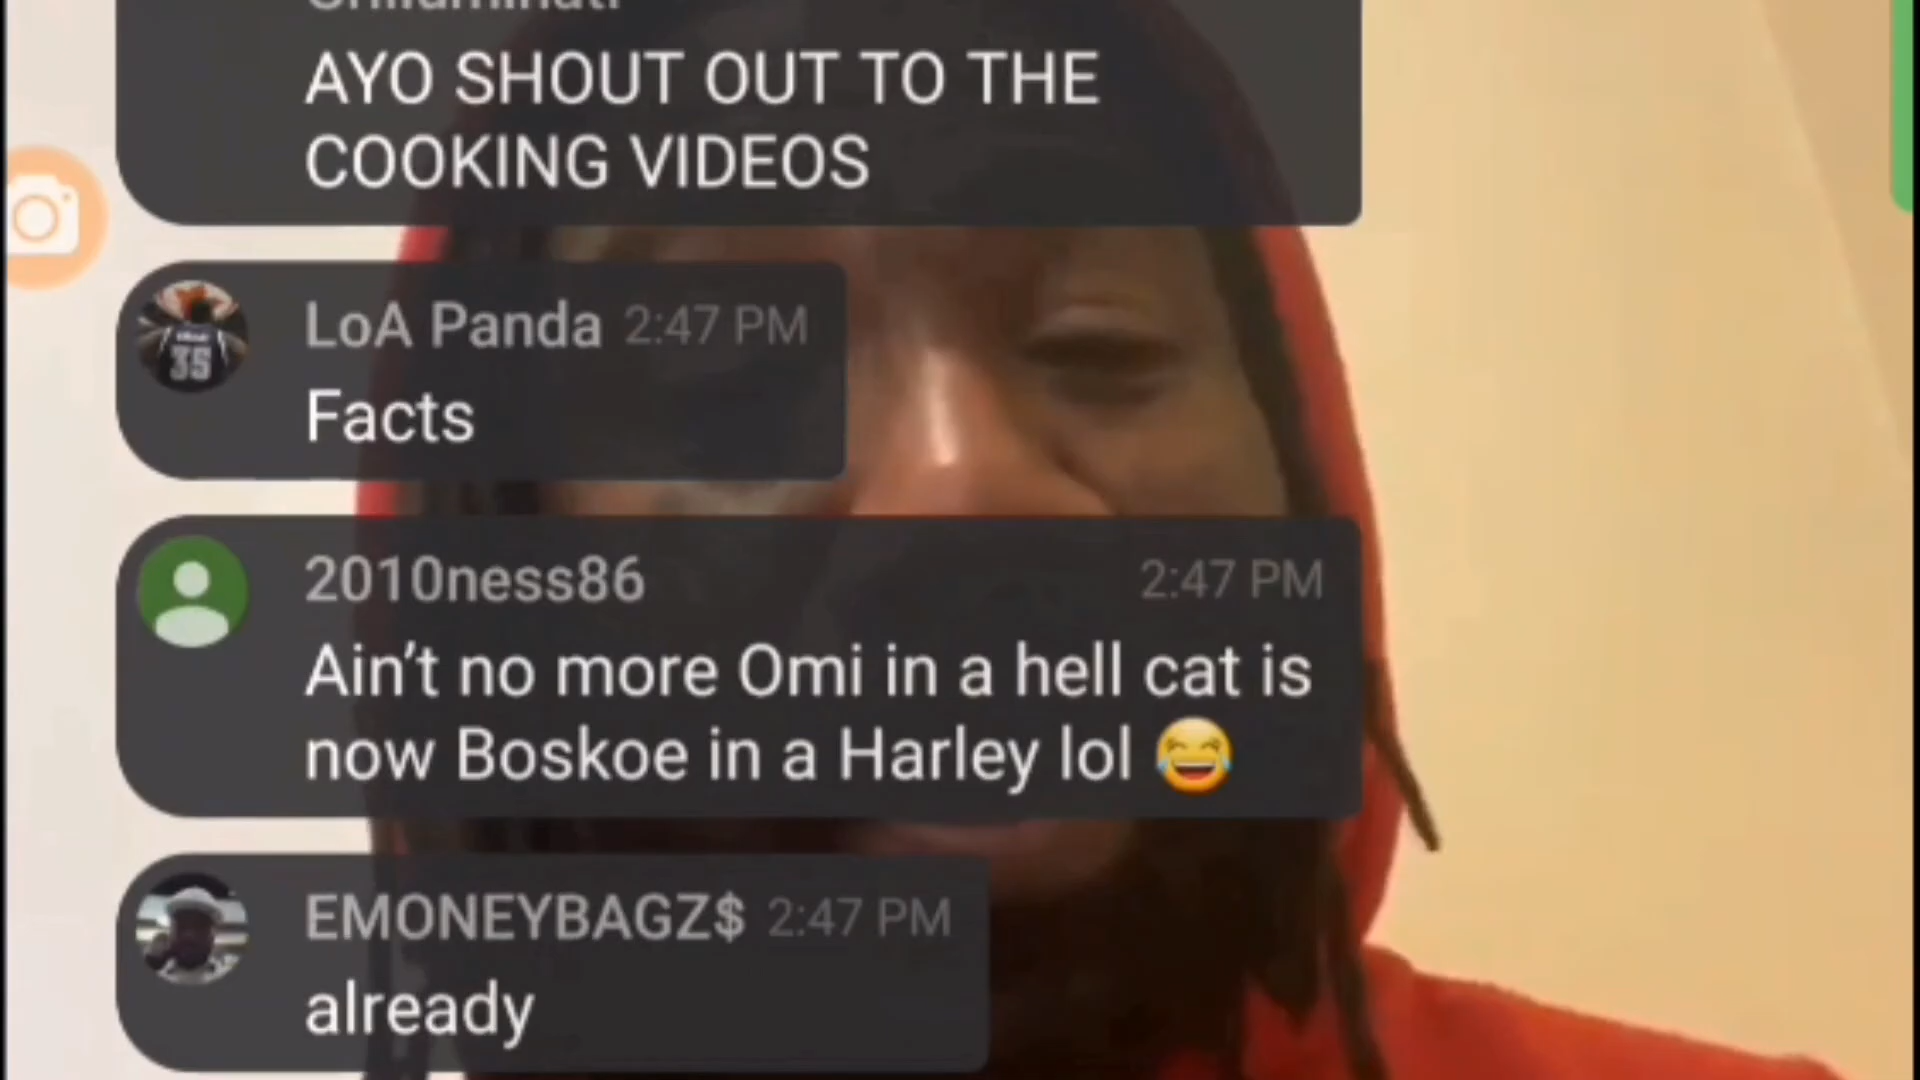 AYO SHOUT OUT TO THE
COOKING VIDEOS
LoA Panda 2:47 PM
Facts
35
2010ness86 2:47 PM
Ain't no more Omi in a hell cat is
now Boskoe in a Harley lol 😂
EMONEYBAGZ$ 2:47 PM
already